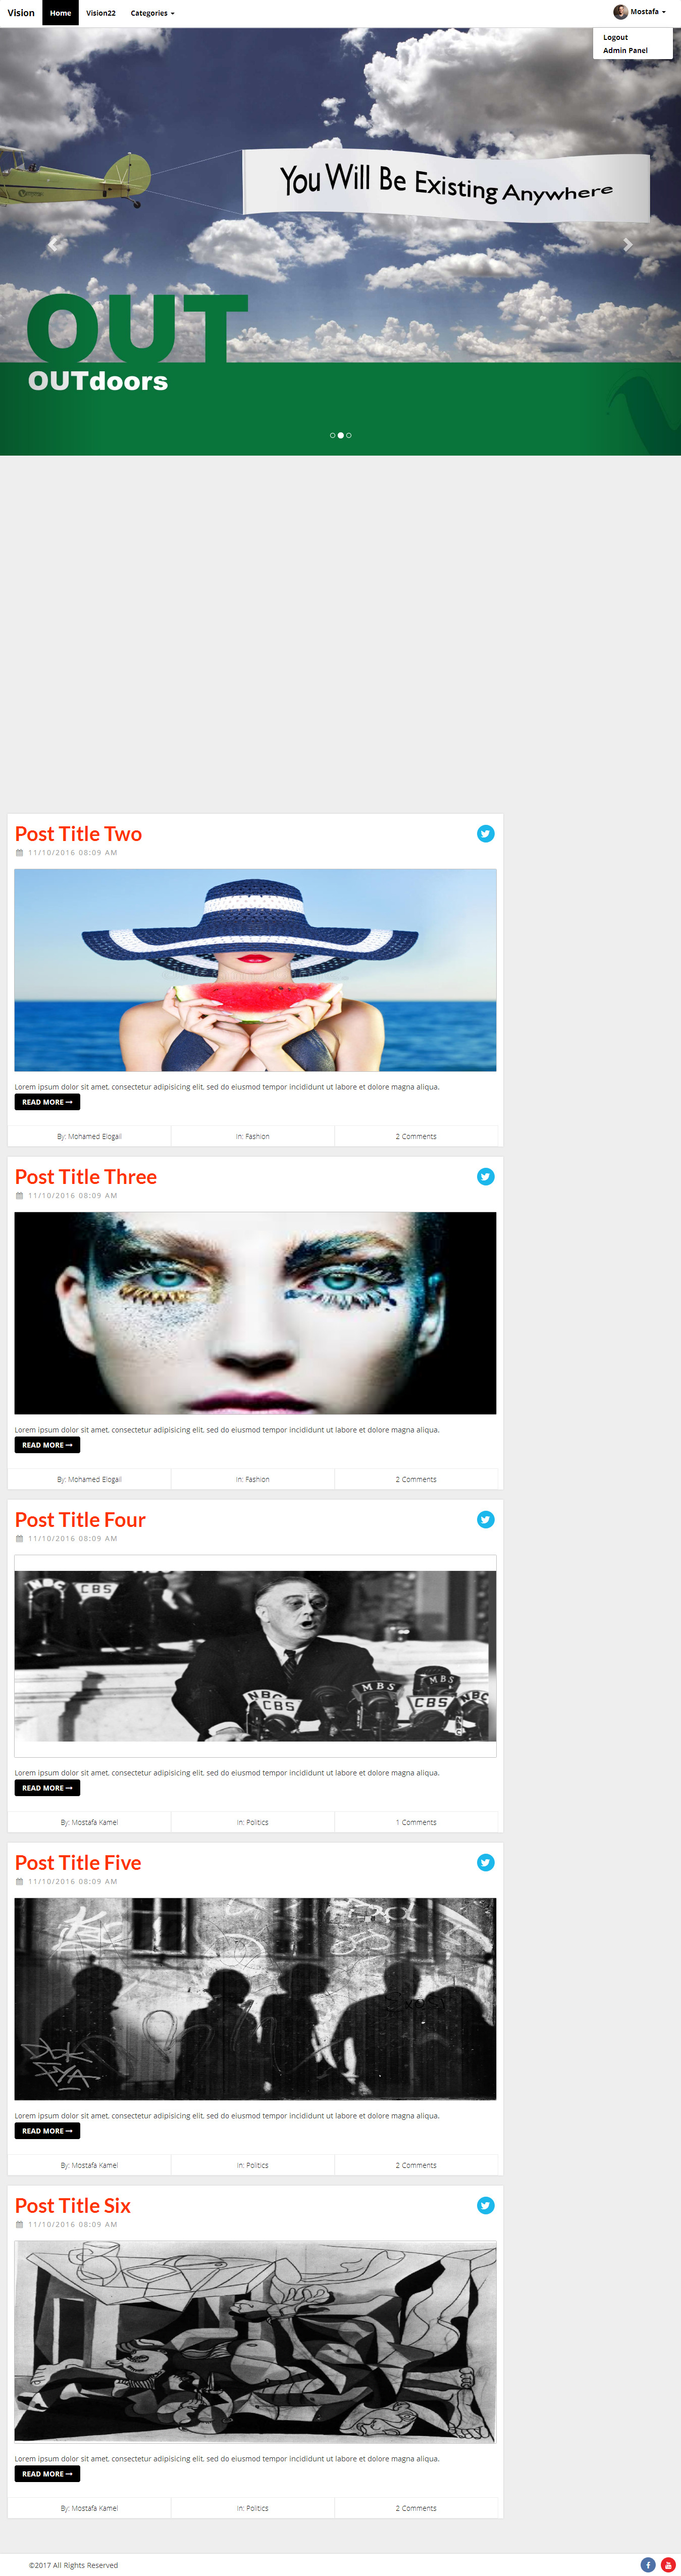 Vision Home Vision22 Categories Mostafa
Logout
Admin Panel
You Will Be Existing Anywhere
OUT
OUTdoors
Post Title Two
11/10/2016 08:09 AM
Lorem ipsum dolor sit amet, consectetur adipisicing elit, sed do eiusmod tempor incididunt ut labore et dolore magna aliqua.
READ MORE
By: Mohamed Elogail In: Fashion 2 Comments
Post Title Three
11/10/2016 08:09 AM
Lorem ipsum dolor sit amet, consectetur adipisicing elit, sed do eiusmod tempor incididunt ut labore et dolore magna aliqua.
READ MORE
By: Mohamed Elogail In: Fashion 2 Comments
Post Title Four
11/10/2016 08:09 AM
NBC CBS
MBS
NBC CBS MBS CBS NBC
Lorem ipsum dolor sit amet, consectetur adipisicing elit, sed do eiusmod tempor incididunt ut labore et dolore magna aliqua.
READ MORE
By: Mostafa Kamel In: Politics 1 Comments
Post Title Five
11/10/2016 08:09 AM
Lorem ipsum dolor sit amet, consectetur adipisicing elit, sed do eiusmod tempor incididunt ut labore et dolore magna aliqua.
READ MORE
By: Mostafa Kamel In: Politics 2 Comments
Post Title Six
11/10/2016 08:09 AM
Lorem ipsum dolor sit amet, consectetur adipisicing elit, sed do eiusmod tempor incididunt ut labore et dolore magna aliqua.
READ MORE
By: Mostafa Kamel In: Politics 2 Comments
©2017 All Rights Reserved